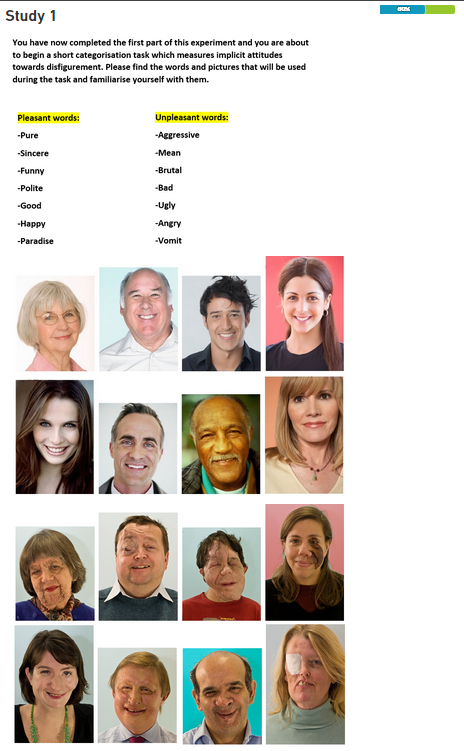 Study 1
You have now completed the first part of this experiment and you are about
to begin a short categorisation task which measures implicit attitudes
towards disfigurement. Please find the words and pictures that will be used
during the task and familiarise yourself with them.
Pleasant words:
-Pure
-Sincere
-Funny
-Polite
-Good
-Happy
-Paradise
Unpleasant words:
-Aggressive
-Mean
-Brutal
-Bad
-Ugly
-Angry
-Vomit